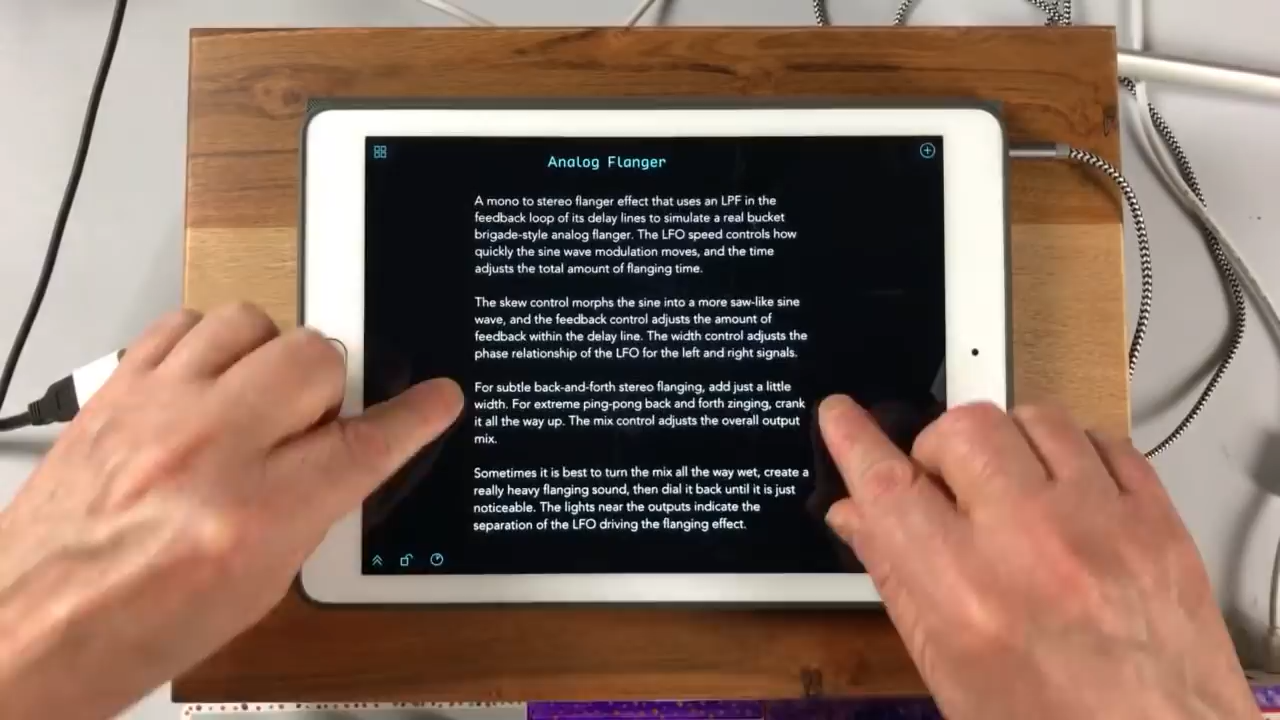 Analog Flanger
A mono to stereo flanger effect that uses an LPF in the
feedback loop of its delay lines to simulate a real bucket
brigade-style analog flanger. The LFO speed controls how
quickly the sine wave modulation moves, and the time
adjusts the total amount of flanging time.
The skew control morphs the sine into a more saw-like sine
wave, and the feedback control adjusts the amount of
feedback within the delay line. The width control adjusts the
phase relationship of the LFO for the left and right signals.
For subtle back-and-forth stereo flanging, add just a little
width. For extreme ping-pong back and forth zinging, crank
it all the way up. The mix control adjusts the overall output
mix.
Sometimes it is best to turn the mix all the way wet, create a
really heavy flanging sound, then dial it back until it is just
noticeable. The lights near the outputs indicate the
separation of the LFO driving the flanging effect.